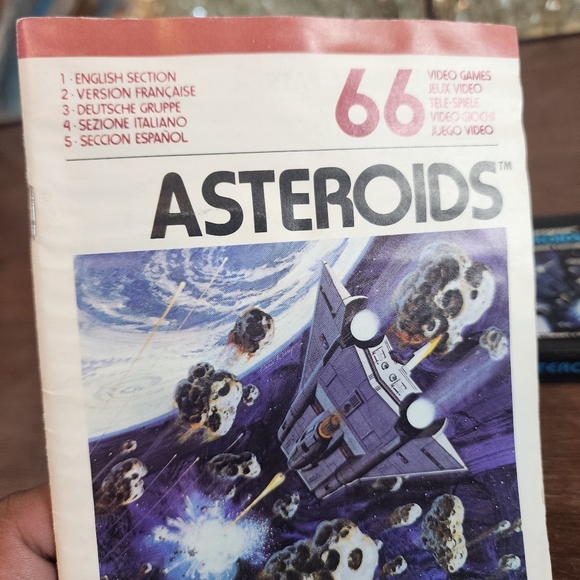 1 · ENGLISH SECTION
2 · VERSION FRANÇAISE
3 · DEUTSCHE GRUPPE
4 · SEZIONE ITALIANO
5 · SECCION ESPAÑOL
66
VIDEO GAMES
JEUX VIDEO
TELE-SPIELE
VIDEO GIOCHI
JUEGO VIDEO
ASTEROIDS™